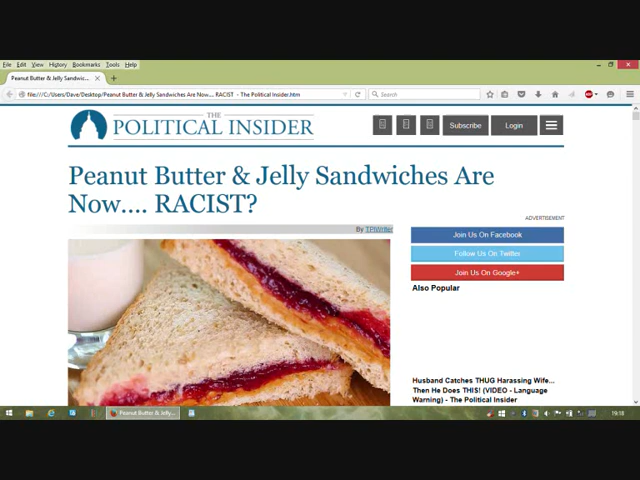 File Edit View History Bookmarks Tools Help
Peanut Butter & Jelly Sandwic...
file:///C:/Users/Dave/Desktop/Peanut Butter & Jelly Sandwiches Are Now.... RACIST - The Political Insider.htm
Search
THE
POLITICAL INSIDER
Subscribe
Login
Peanut Butter & Jelly Sandwiches Are
Now.... RACIST?
By TPIWriter
ADVERTISEMENT
Join Us On Facebook
Follow Us On Twitter
Join Us On Google+
Also Popular
Husband Catches THUG Harassing Wife...
Then He Does THIS! (VIDEO - Language
Warning) - The Political Insider
Peanut Butter & Jelly...
19:18